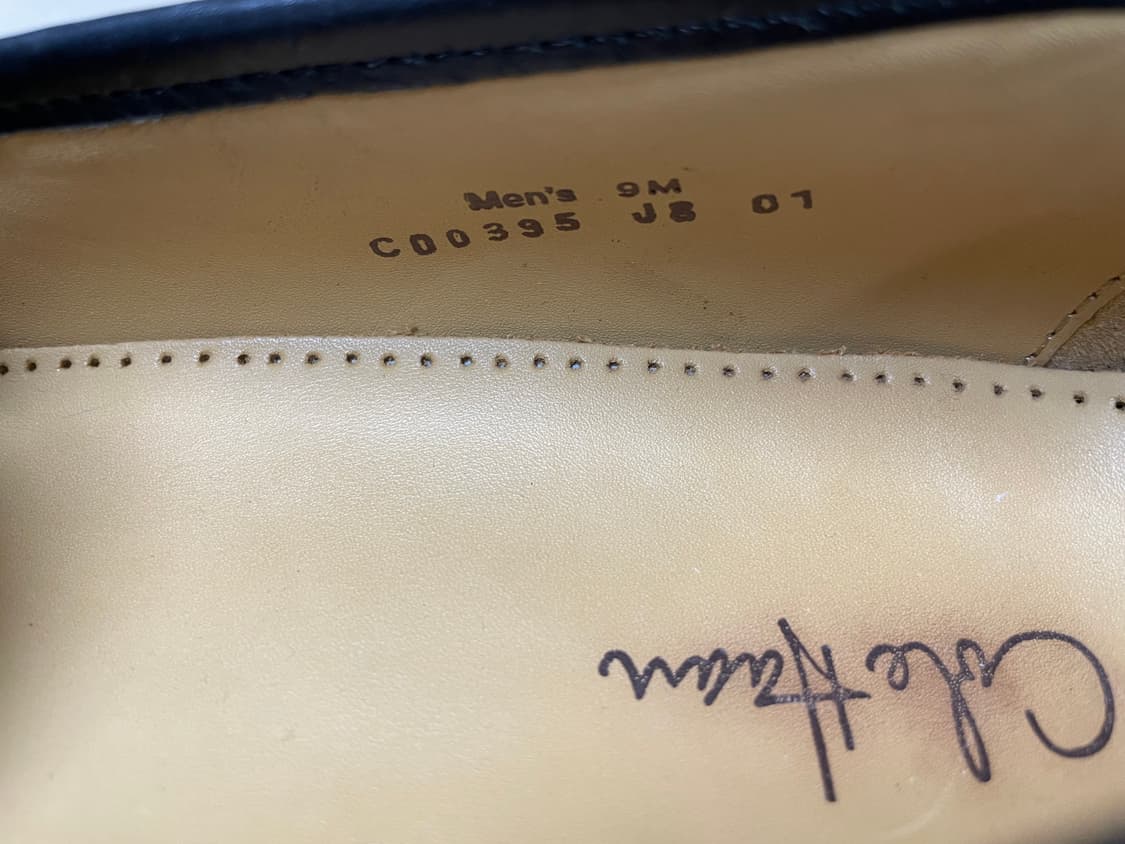 Men's 9M
C00395 J8 01
Cole Haan